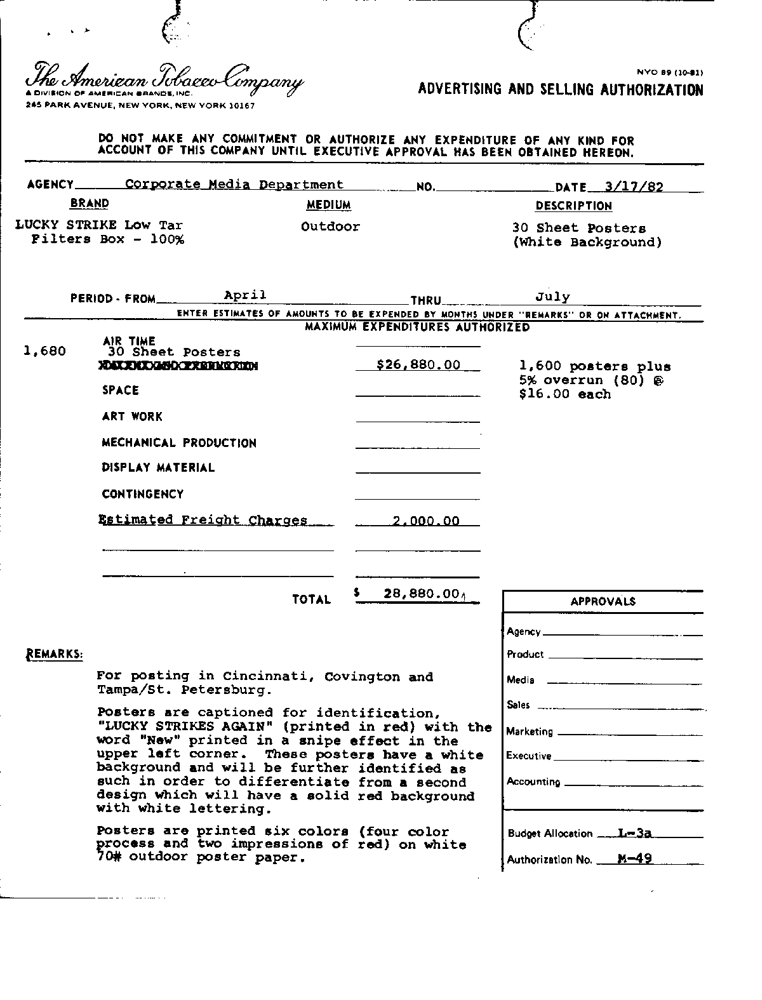 The American Tobacco Company
NYO 89 (10-81)
A DIVISION OF AMERICAN BRANDS, INC.
ADVERTISING AND SELLING AUTHORIZATION
245 PARK AVENUE, NEW YORK, NEW YORK 10167
DO NOT MAKE ANY COMMITMENT OR AUTHORIZE ANY EXPENDITURE OF ANY KIND FOR
ACCOUNT OF THIS COMPANY UNTIL EXECUTIVE APPROVAL HAS BEEN OBTAINED HEREON.
AGENCY Corporate Media Department NO. DATE 3/17/82
BRAND MEDIUM DESCRIPTION
LUCKY STRIKE Low Tar Outdoor 30 Sheet Posters
Filters Box - 100% (White Background)
PERIOD - FROM April THRU July
ENTER ESTIMATES OF AMOUNTS TO BE EXPENDED BY MONTHS UNDER "REMARKS" OR ON ATTACHMENT.
MAXIMUM EXPENDITURES AUTHORIZED
AIR TIME
1,680 30 Sheet Posters
$26,880.00 1,600 posters plus
5% overrun (80) @
$16.00 each
SPACE
ART WORK
MECHANICAL PRODUCTION
DISPLAY MATERIAL
CONTINGENCY
Estimated Freight Charges 2,000.00
TOTAL $ 28,880.00
REMARKS:
For posting in Cincinnati, Covington and
Tampa/St. Petersburg.
Posters are captioned for identification,
"LUCKY STRIKES AGAIN" (printed in red) with the
word "New" printed in a snipe effect in the
upper left corner. These posters have a white
background and will be further identified as
such in order to differentiate from a second
design which will have a solid red background
with white lettering.
Posters are printed six colors (four color
process and two impressions of red) on white
70# outdoor poster paper.
APPROVALS
Agency
Product
Media
Sales
Marketing
Executive
Accounting
Budget Allocation L-3a
Authorization No. M-49